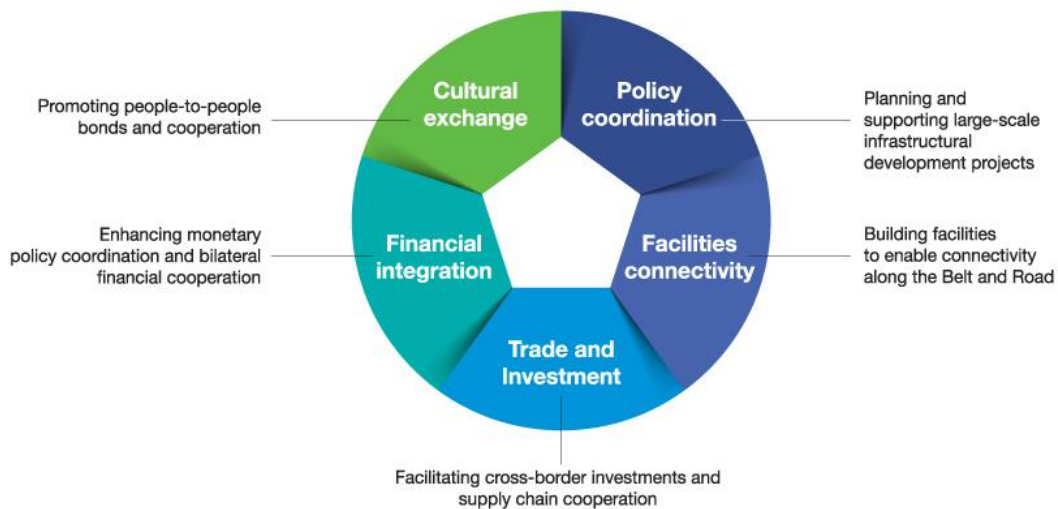 Cultural
exchange
Promoting people-to-people
bonds and cooperation
Policy
coordination
Planning and
supporting large-scale
infrastructural
development projects
Financial
integration
Enhancing monetary
policy coordination and bilateral
financial cooperation
Facilities
connectivity
Building facilities
to enable connectivity
along the Belt and Road
Trade and
Investment
Facilitating cross-border investments and
supply chain cooperation